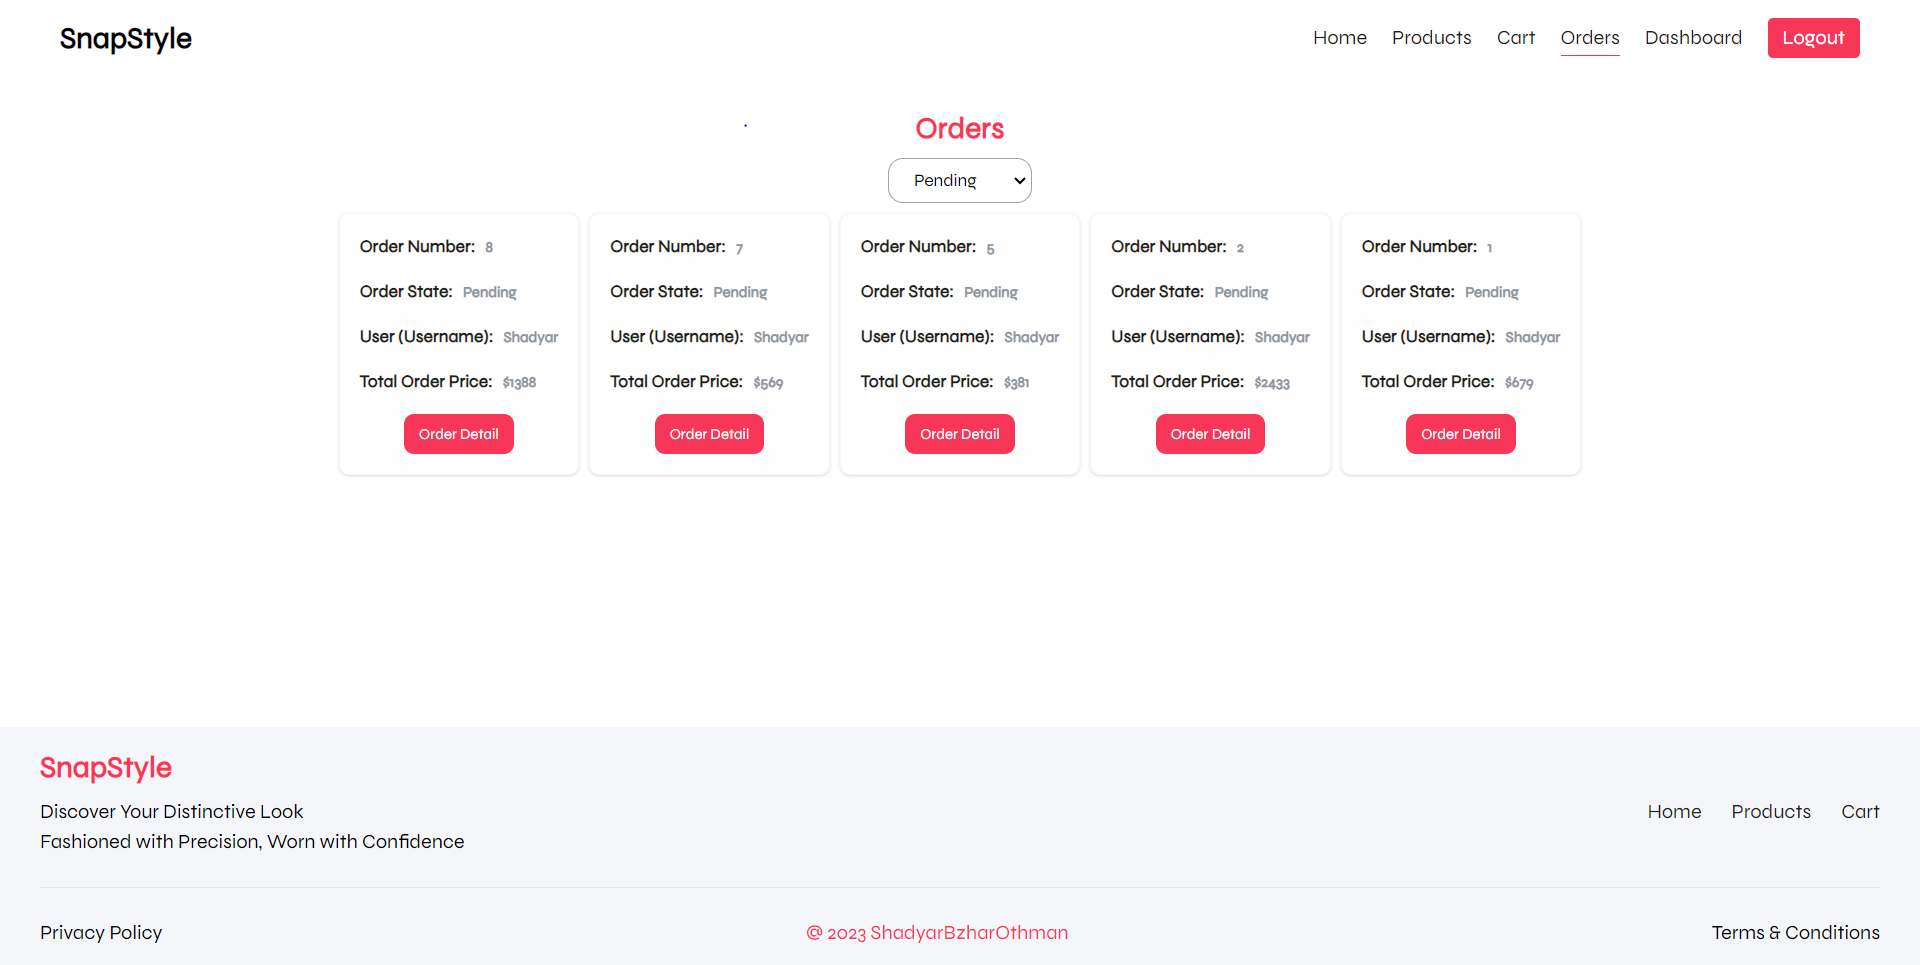 SnapStyle
Home Products Cart Orders Dashboard Logout
Orders
Pending
Order Number: 8
Order State: Pending
User (Username): Shadyar
Total Order Price: $1388
Order Detail
Order Number: 7
Order State: Pending
User (Username): Shadyar
Total Order Price: $569
Order Detail
Order Number: 5
Order State: Pending
User (Username): Shadyar
Total Order Price: $381
Order Detail
Order Number: 2
Order State: Pending
User (Username): Shadyar
Total Order Price: $2433
Order Detail
Order Number: 1
Order State: Pending
User (Username): Shadyar
Total Order Price: $679
Order Detail
SnapStyle
Discover Your Distinctive Look
Fashioned with Precision, Worn with Confidence
Home Products Cart
Privacy Policy
@ 2023 ShadyarBzharOthman
Terms & Conditions